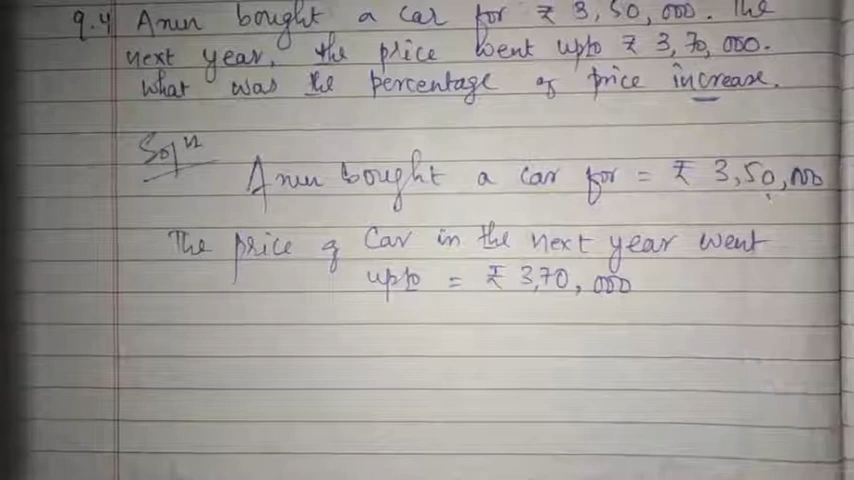 Q.4 Arun bought a car for ₹ 3,50,000. The
next year, the price went upto ₹ 3,70,000.
What was the percentage of price increase.
Solⁿ
Arun bought a car for = ₹ 3,50,000
The price of Car in the next year went
upto = ₹ 3,70,000